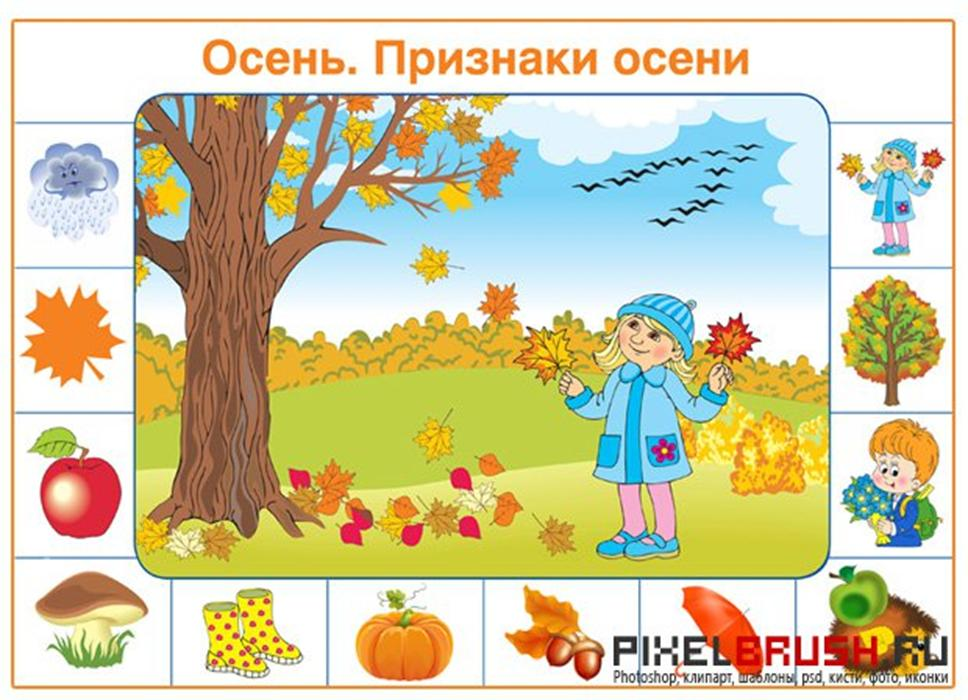 Осень. Признаки осени
PIXELBRUSH.RU
Photoshop, клипарт, шаблоны, psd, кисти, фото, иконки